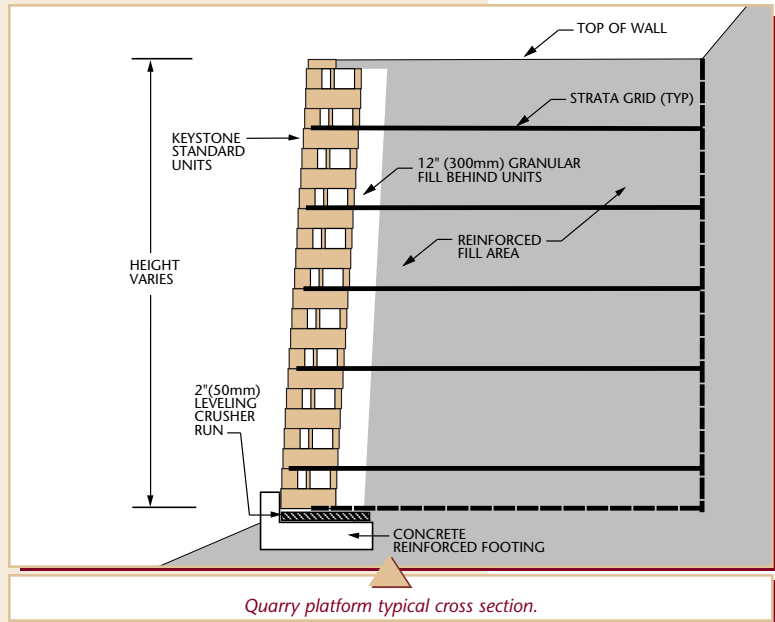 TOP OF WALL
STRATA GRID (TYP)
KEYSTONE
STANDARD
UNITS
12" (300mm) GRANULAR
FILL BEHIND UNITS
REINFORCED
FILL AREA
HEIGHT
VARIES
2"(50mm)
LEVELING
CRUSHER
RUN
CONCRETE
REINFORCED FOOTING
Quarry platform typical cross section.